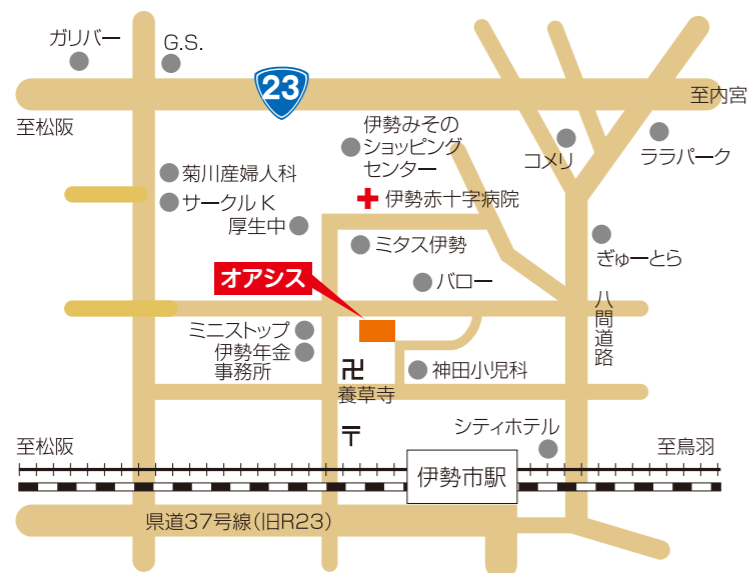 ガリバー
G.S.
23
至内宮
至松阪
伊勢みその
ショッピング
センター
コメリ
ララパーク
菊川産婦人科
サークルK
伊勢赤十字病院
厚生中
ミタス伊勢
ぎゅーとら
オアシス
バロー
八間道路
ミニストップ
伊勢年金
事務所
卍
養草寺
神田小児科
〒
シティホテル
至松阪
至鳥羽
伊勢市駅
県道37号線(旧R23)